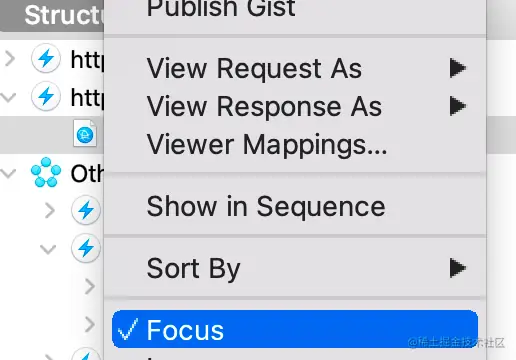 Structu
Publish Gist
http
View Request As
http
View Response As
Viewer Mappings...
Oth
Show in Sequence
Sort By
Focus
@稀土掘金技术社区